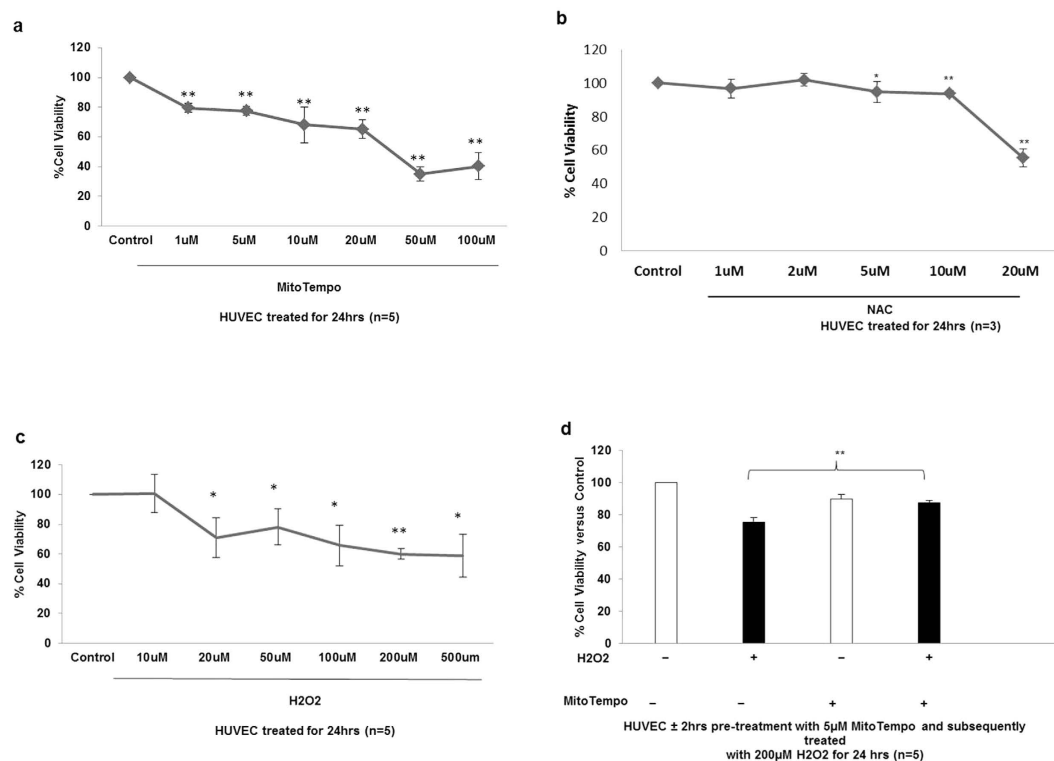 a
120
100
80
60
40
20
0
%Cell Viability
** ** ** ** ** **
Control 1uM 5uM 10uM 20uM 50uM 100uM
MitoTempo
HUVEC treated for 24hrs (n=5)
b
120
100
80
60
40
20
0
% Cell Viability
* ** **
Control 1uM 2uM 5uM 10uM 20uM
NAC
HUVEC treated for 24hrs (n=3)
c
120
100
80
60
40
20
0
% Cell Viability
* * * ** *
Control 10uM 20uM 50uM 100uM 200uM 500um
H2O2
HUVEC treated for 24hrs (n=5)
d
120
100
80
60
40
20
0
% Cell Viability versus Control
**
H2O2 – + – +
MitoTempo – – + +
HUVEC ± 2hrs pre-treatment with 5µM MitoTempo and subsequently
treated
with 200µM H2O2 for 24 hrs (n=5)